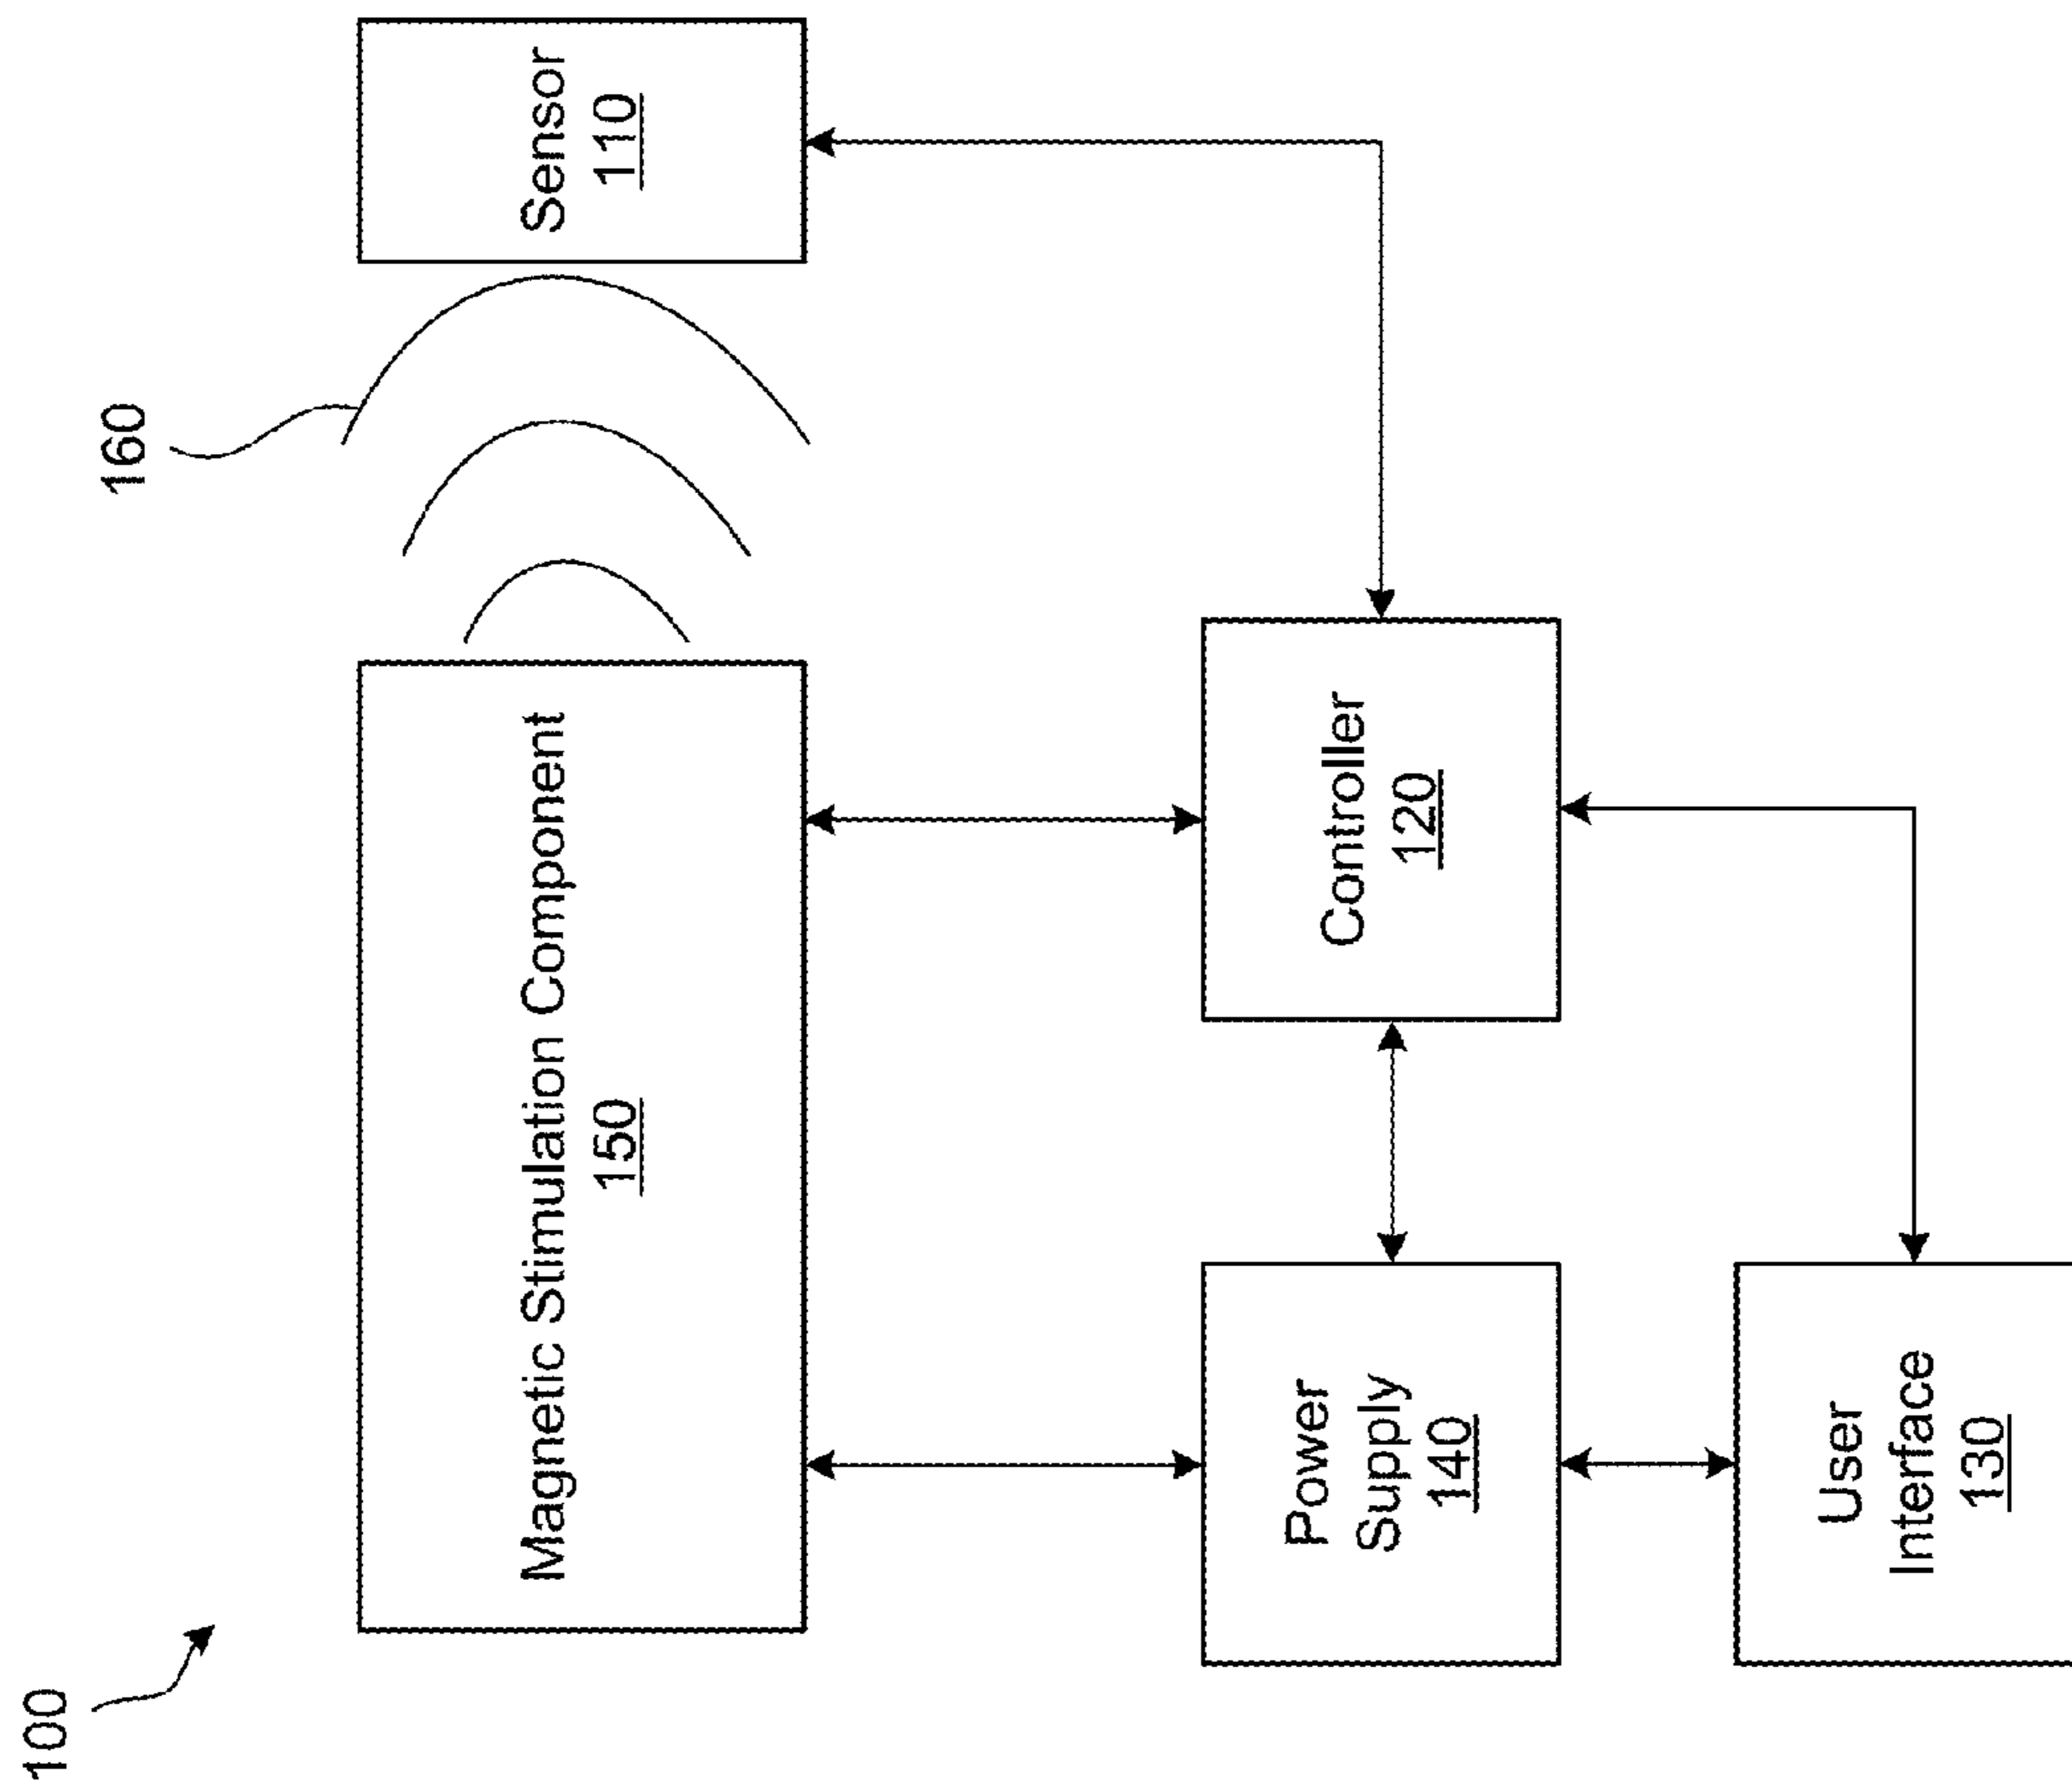 100
160
Magnetic Stimulation Component
150
Sensor
110
Power
Supply
140
Controller
120
User
Interface
130